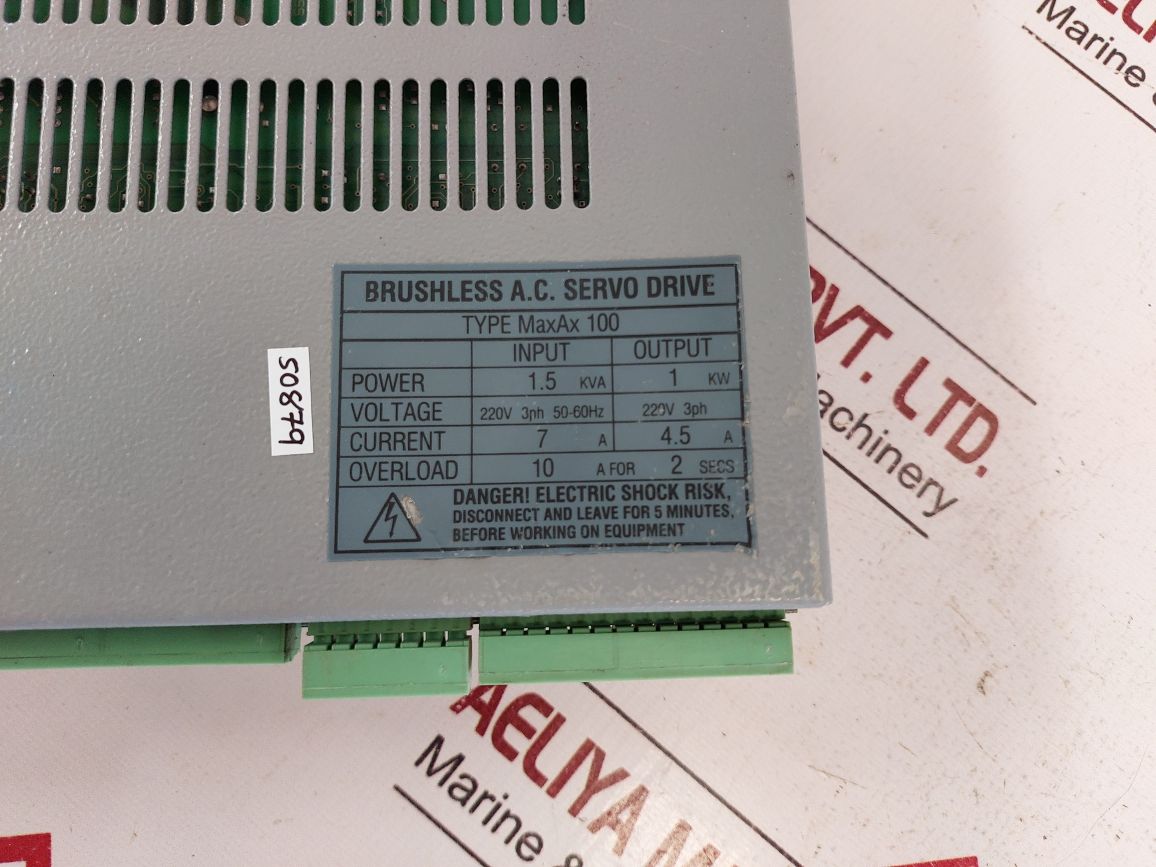 AELIYA
Marine &
BRUSHLESS A.C. SERVO DRIVE
TYPE MaxAx 100
INPUT OUTPUT
POWER 1.5 KVA 1 KW
VOLTAGE 220V 3ph 50-60Hz 220V 3ph
CURRENT 7 A 4.5 A
OVERLOAD 10 A FOR 2 SECS
DANGER! ELECTRIC SHOCK RISK,
DISCONNECT AND LEAVE FOR 5 MINUTES,
BEFORE WORKING ON EQUIPMENT
50879
PVT. LTD.
Machinery
AELIYA M
Marine &